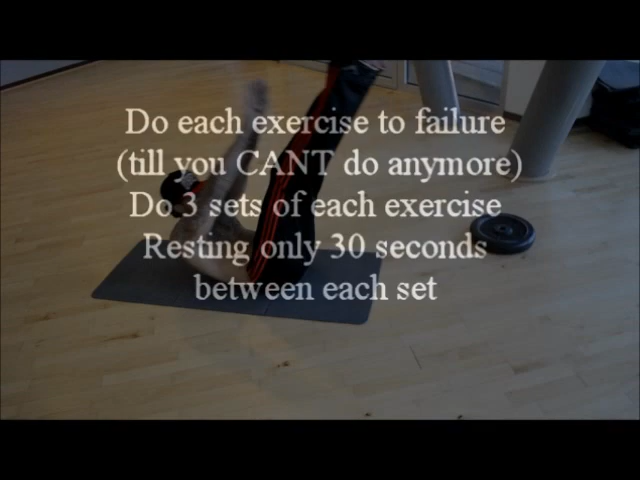 Do each exercise to failure
(till you CANT do anymore)
Do 3 sets of each exercise
Resting only 30 seconds
between each set